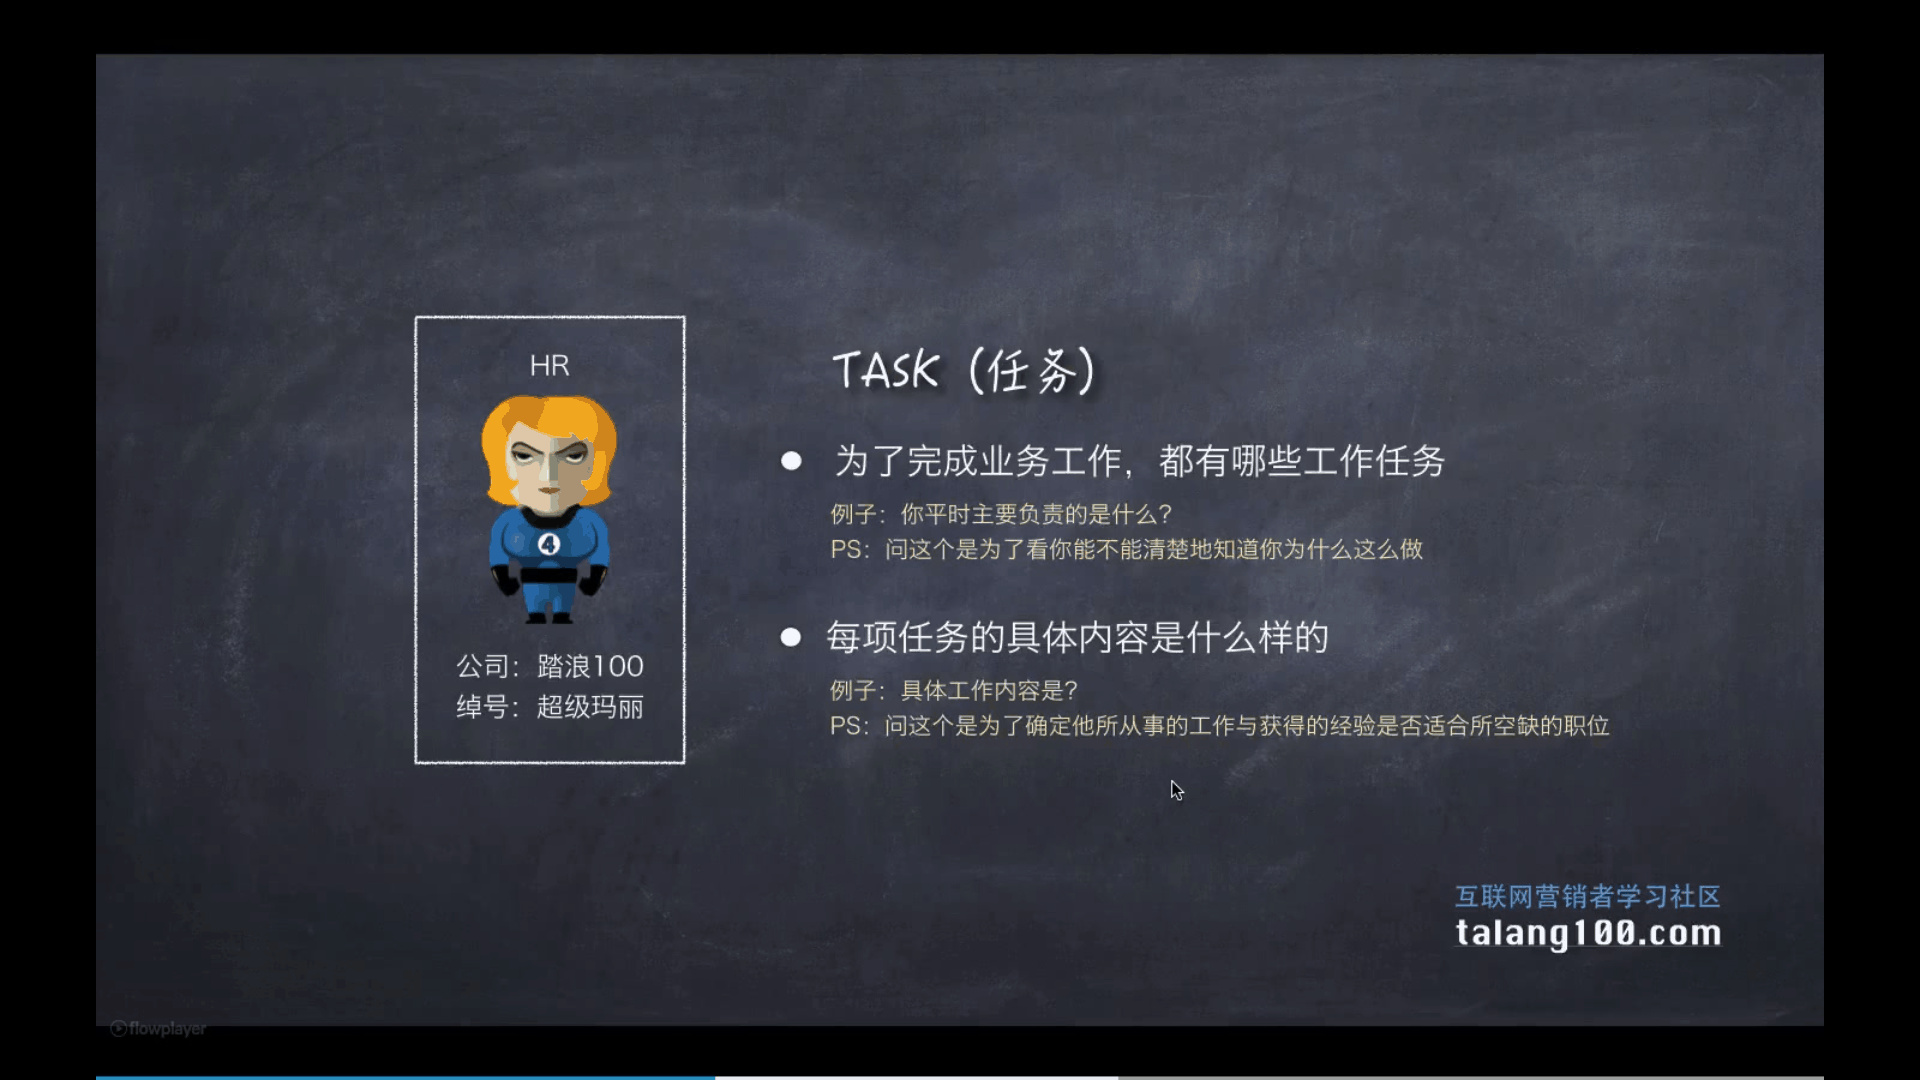 HR
4
公司：踏浪100
绰号：超级玛丽
TASK（任务）
为了完成业务工作，都有哪些工作任务
例子：你平时主要负责的是什么？
PS：问这个是为了看你能不能清楚地知道你为什么这么做
每项任务的具体内容是什么样的
例子：具体工作内容是？
PS：问这个是为了确定他所从事的工作与获得的经验是否适合所空缺的职位
互联网营销者学习社区
talang100.com
flowplayer